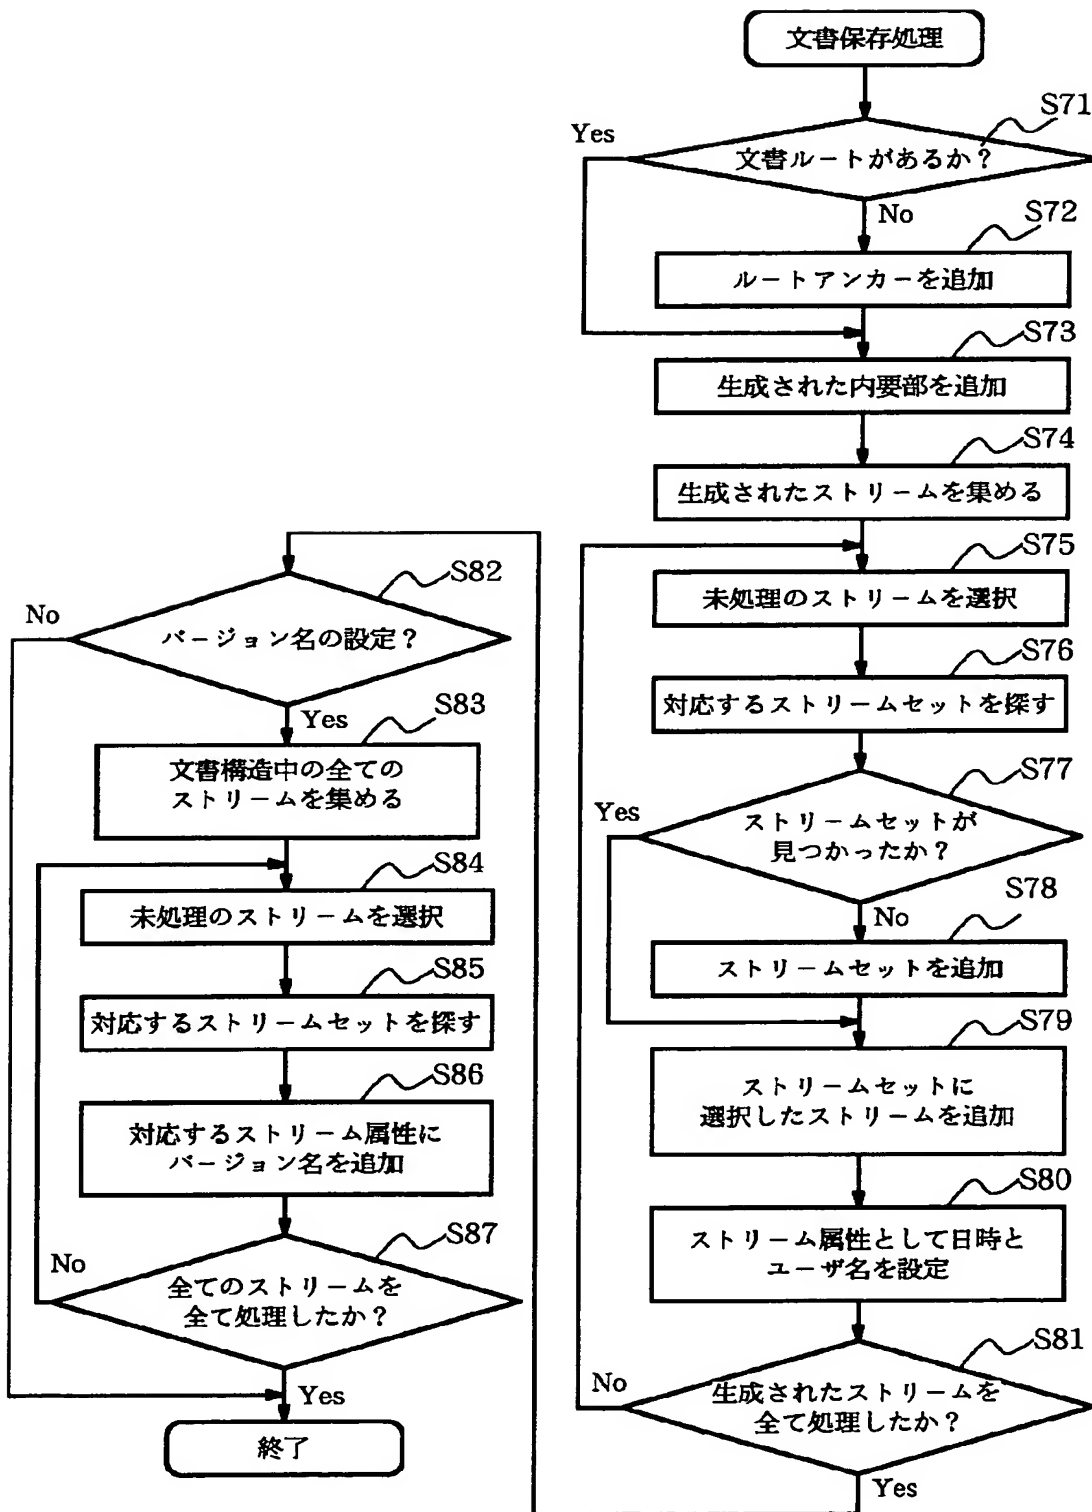 文書保存処理
S71
Yes
文書ルートがあるか？
No
S72
ルートアンカーを追加
S73
生成された内要部を追加
S74
生成されたストリームを集める
S75
未処理のストリームを選択
S76
対応するストリームセットを探す
S77
Yes
ストリームセットが
見つかったか？
No
S78
ストリームセットを追加
S79
ストリームセットに
選択したストリームを追加
S80
ストリーム属性として日時と
ユーザ名を設定
S81
No
生成されたストリームを
全て処理したか？
Yes
S82
No
バージョン名の設定？
Yes
S83
文書構造中の全ての
ストリームを集める
S84
未処理のストリームを選択
S85
対応するストリームセットを探す
S86
対応するストリーム属性に
バージョン名を追加
S87
No
全てのストリームを
全て処理したか？
Yes
終了